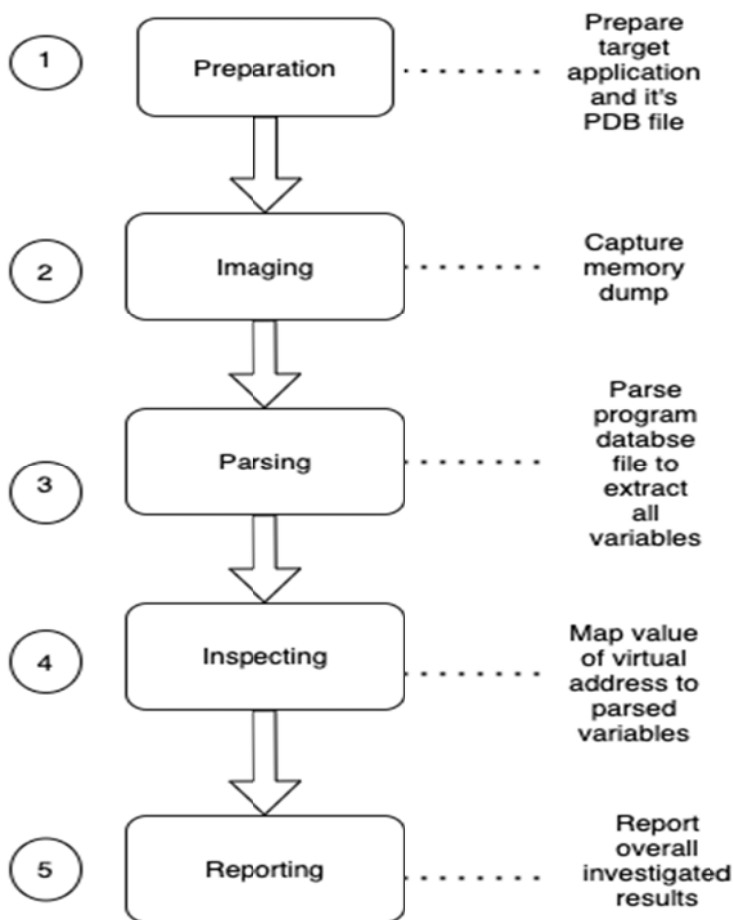 1
Preparation
Prepare
target
application
and it's
PDB file
2
Imaging
Capture
memory
dump
3
Parsing
Parse
program
databse
file to
extract
all
variables
4
Inspecting
Map value
of virtual
address to
parsed
variables
5
Reporting
Report
overall
investigated
results